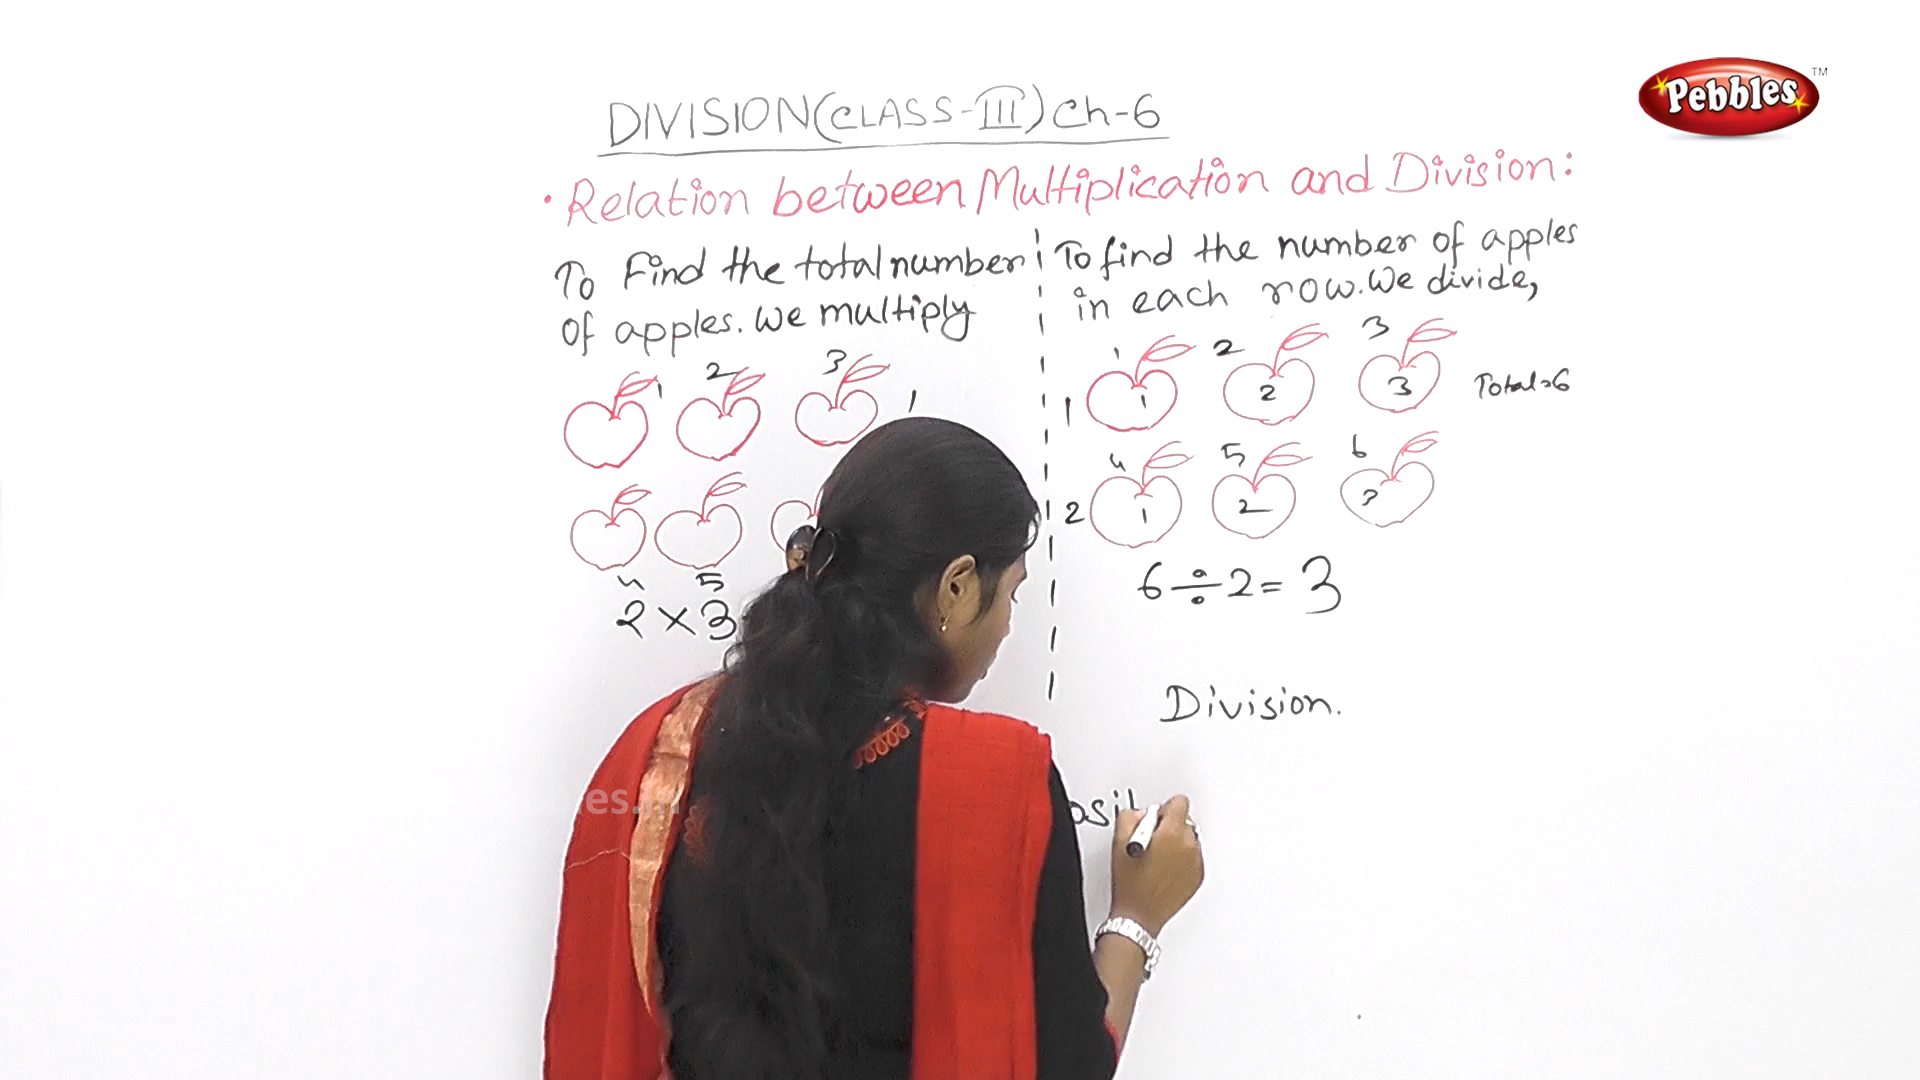 Pebbles TM
DIVISION(CLASS-III) Ch-6
• Relation between Multiplication and Division:
To Find the total number
of apples. We multiply
1 2 3 1
4 5
2 × 3
To find the number of apples
in each row. We divide,
1 2 3
1 1 2 3 Total=6
4 5 6
2 1 2 3
6 ÷ 2 = 3
Division.